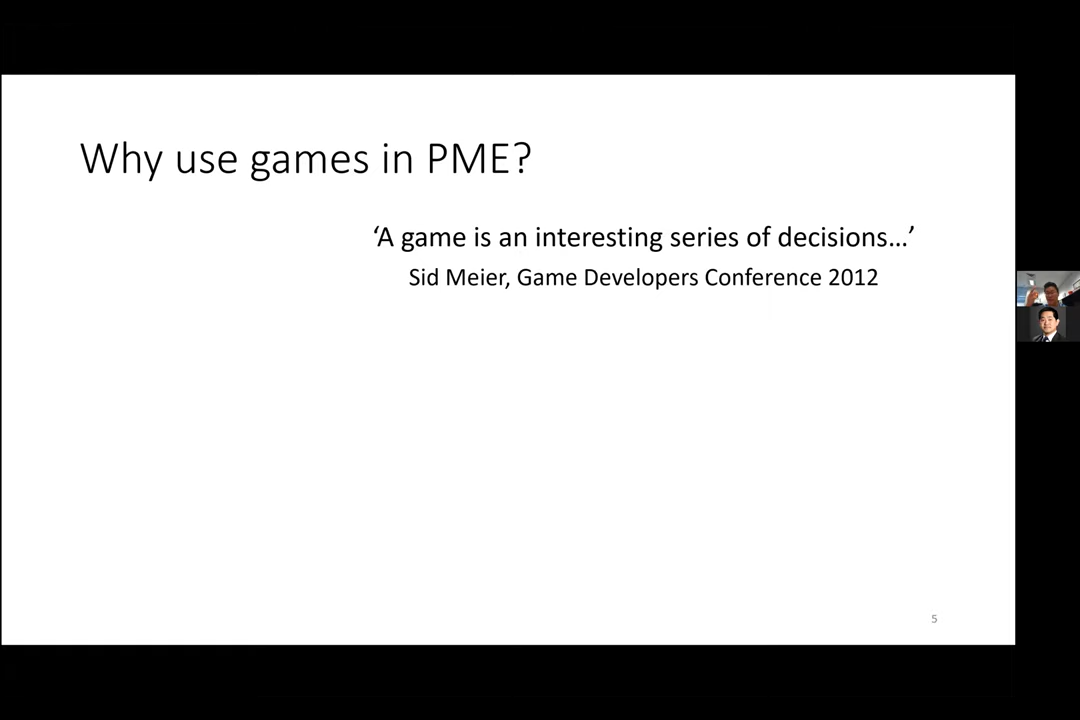 Why use games in PME?
‘A game is an interesting series of decisions…’
Sid Meier, Game Developers Conference 2012
5